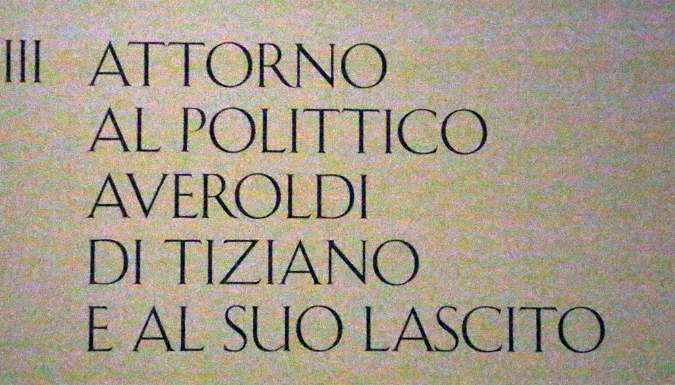 III ATTORNO
AL POLITTICO
AVEROLDI
DI TIZIANO
E AL SUO LASCITO